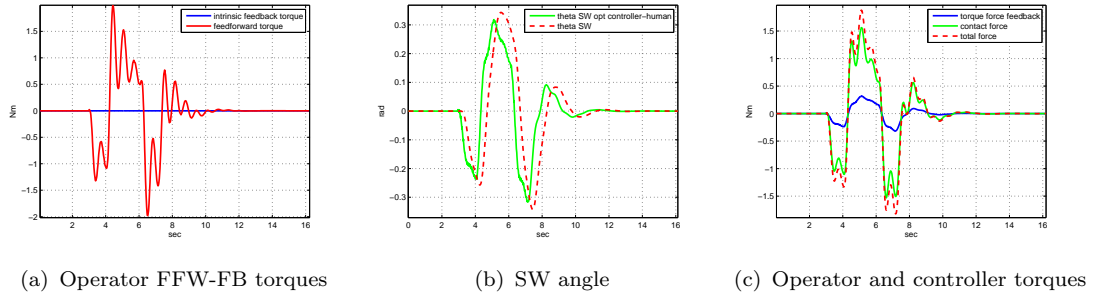 intrinsic feedback torque
feedforward torque
Nm
1.5
1
0.5
0
−0.5
−1
−1.5
−2
0 2 4 6 8 10 12 14 16
sec
(a) Operator FFW-FB torques
theta SW opt controller−human
theta SW
rad
0.3
0.2
0.1
0
−0.1
−0.2
−0.3
0 2 4 6 8 10 12 14 16
sec
(b) SW angle
torque force feedback
contact force
total force
Nm
1.5
1
0.5
0
−0.5
−1
−1.5
0 2 4 6 8 10 12 14 16
sec
(c) Operator and controller torques